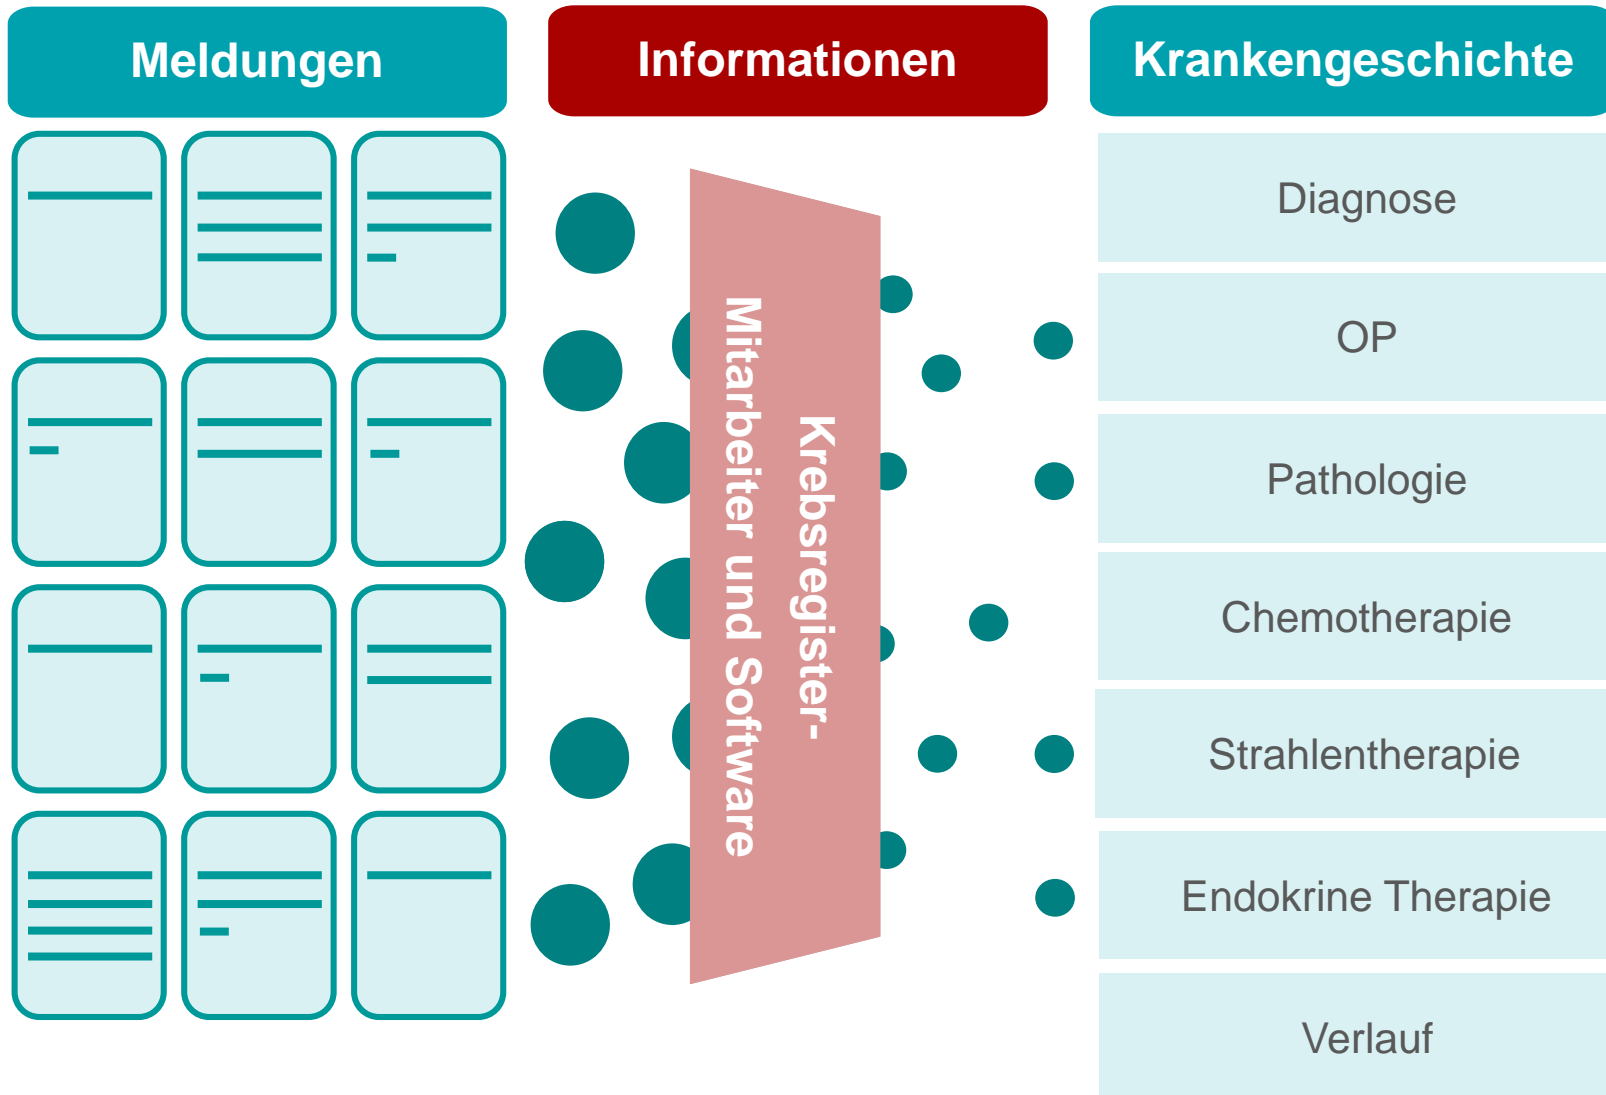 Meldungen
Informationen
Krankengeschichte
Krebsregister-
Mitarbeiter und Software
Diagnose
OP
Pathologie
Chemotherapie
Strahlentherapie
Endokrine Therapie
Verlauf